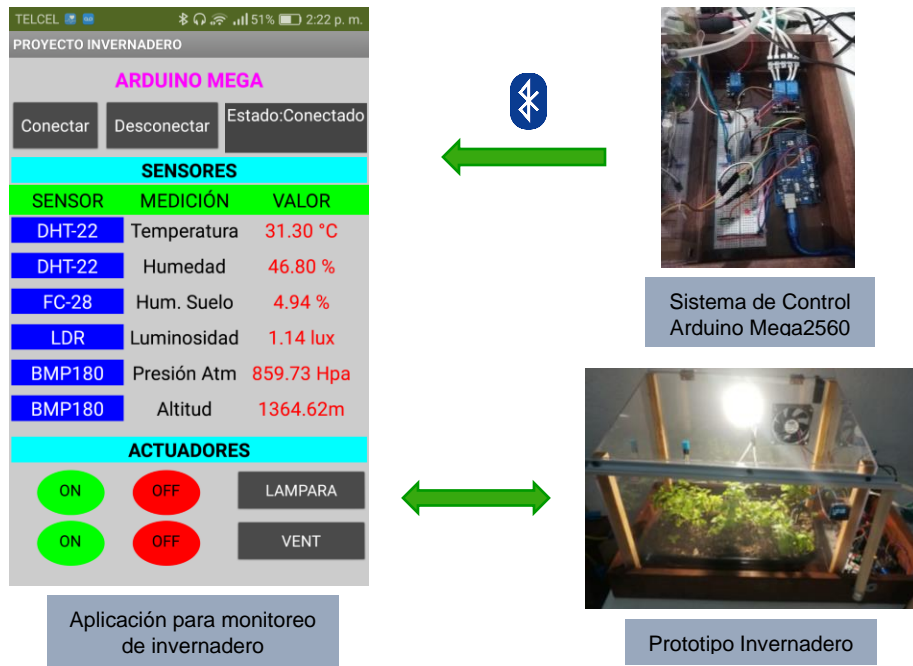 TELCEL 51% 2:22 p. m.
PROYECTO INVERNADERO
ARDUINO MEGA
Conectar Desconectar Estado:Conectado
SENSORES
SENSOR MEDICIÓN VALOR
DHT-22 Temperatura 31.30 °C
DHT-22 Humedad 46.80 %
FC-28 Hum. Suelo 4.94 %
LDR Luminosidad 1.14 lux
BMP180 Presión Atm 859.73 Hpa
BMP180 Altitud 1364.62m
ACTUADORES
ON OFF LAMPARA
ON OFF VENT
Aplicación para monitoreo
de invernadero
Sistema de Control
Arduino Mega2560
Prototipo Invernadero